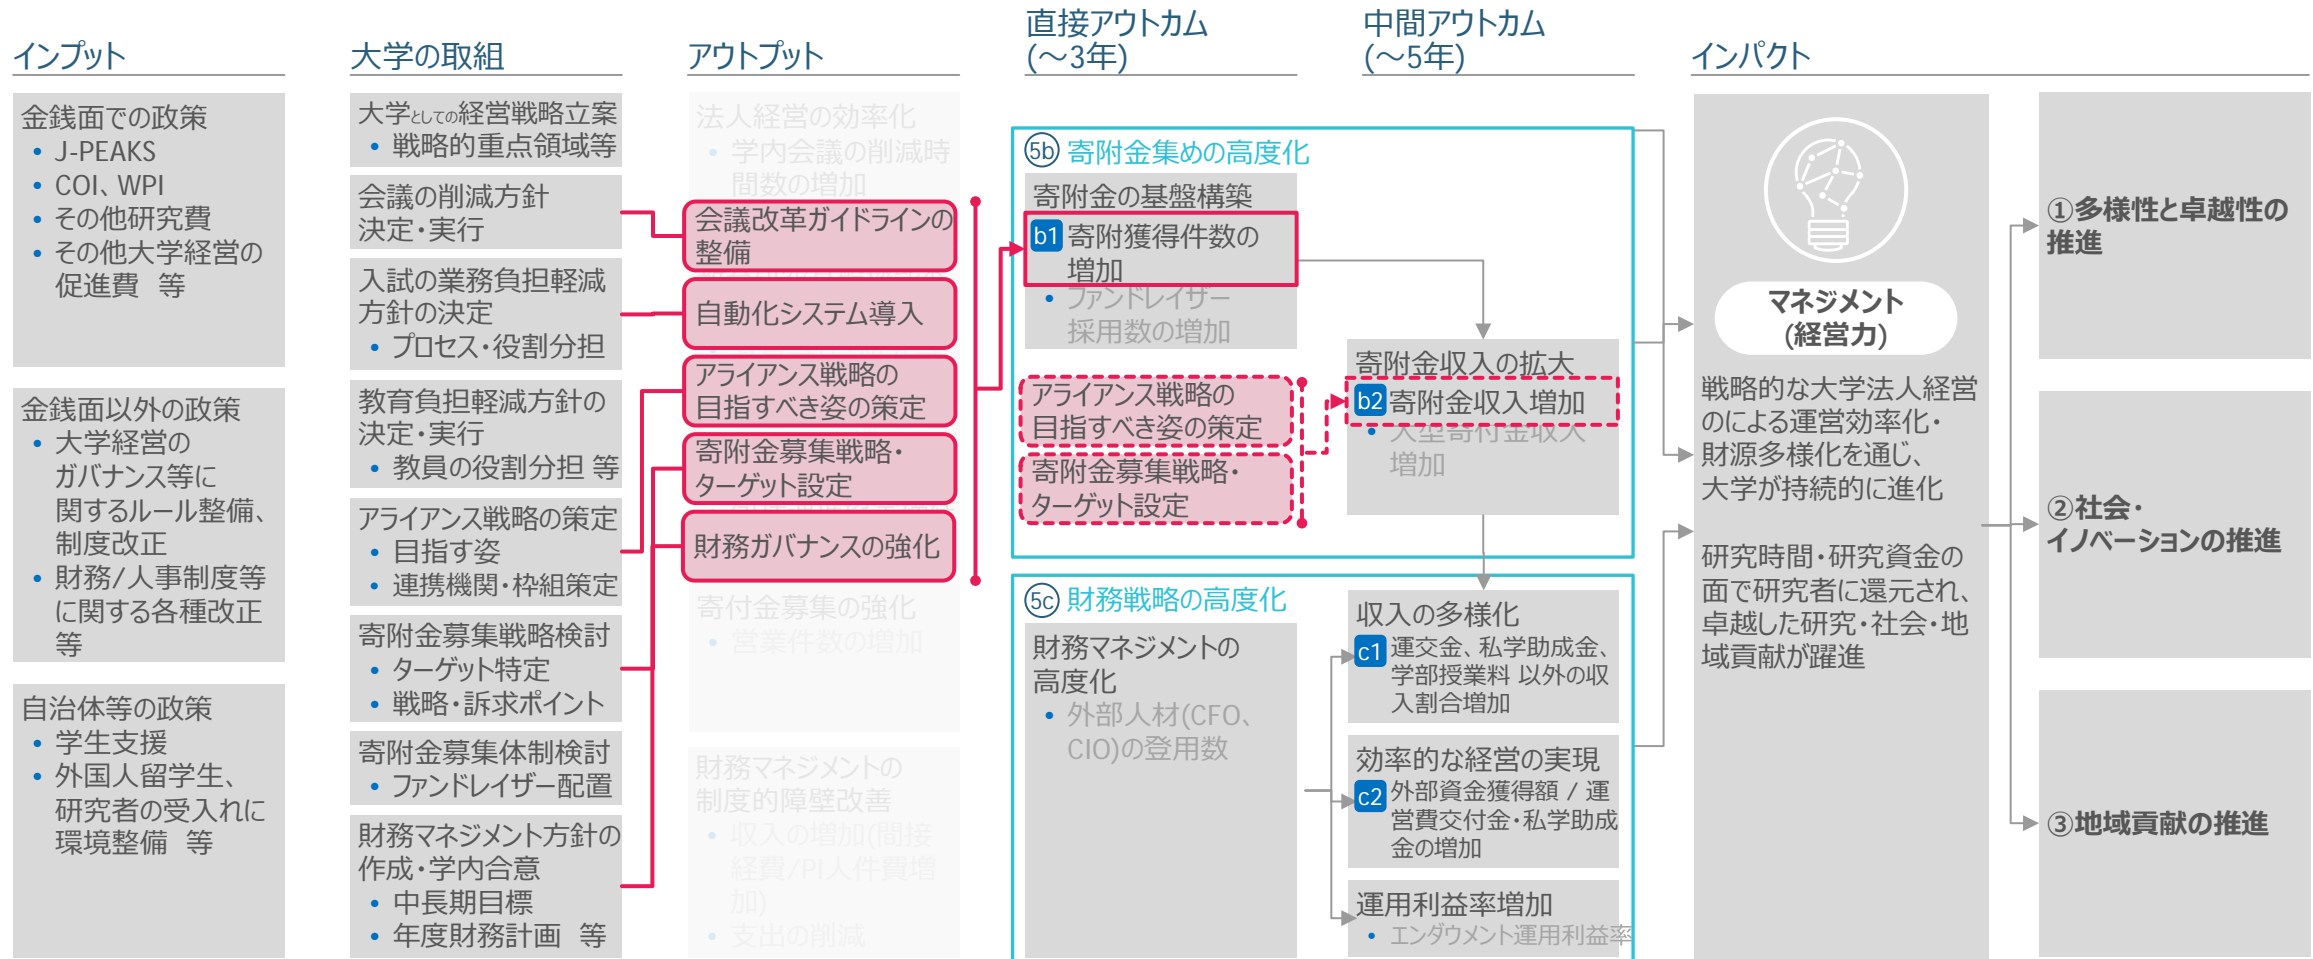 インプット
金銭面での政策
• J-PEAKS
• COI、WPI
• その他研究費
• その他大学経営の
促進費 等
金銭面以外の政策
• 大学経営の
ガバナンス等に
関するルール整備、
制度改正
• 財務/人事制度等
に関する各種改正
等
自治体等の政策
• 学生支援
• 外国人留学生、
研究者の受入れに
環境整備 等
大学の取組
大学としての経営戦略立案
• 戦略的重点領域等
会議の削減方針
決定・実行
入試の業務負担軽減
方針の決定
• プロセス・役割分担
教育負担軽減方針の
決定・実行
• 教員の役割分担 等
アライアンス戦略の策定
• 目指す姿
• 連携機関・枠組策定
寄附金募集戦略検討
• ターゲット特定
• 戦略・訴求ポイント
寄附金募集体制検討
• ファンドレイザー配置
財務マネジメント方針の
作成・学内合意
• 中長期目標
• 年度財務計画 等
アウトプット
法人経営の効率化
• 学内会議の削減時
間数の増加
会議改革ガイドラインの
整備
自動化システム導入
アライアンス戦略の
目指すべき姿の策定
寄附金募集戦略・
ターゲット設定
財務ガバナンスの強化
寄付金募集の強化
• 営業件数の増加
財務マネジメントの
制度的障壁改善
• 収入の増加(間接
経費/PI人件費増
加)
• 支出の削減
直接アウトカム
(～3年)
中間アウトカム
(～5年)
5b 寄附金集めの高度化
寄附金の基盤構築
b1 寄附獲得件数の
増加
• ファンドレイザー
採用数の増加
アライアンス戦略の
目指すべき姿の策定
寄附金募集戦略・
ターゲット設定
寄附金収入の拡大
b2 寄附金収入増加
• 大型寄付金収入
増加
5c 財務戦略の高度化
財務マネジメントの
高度化
• 外部人材(CFO、
CIO)の登用数
収入の多様化
c1 運交金、私学助成金、
学部授業料 以外の収
入割合増加
効率的な経営の実現
c2 外部資金獲得額 / 運
営費交付金・私学助成
金の増加
運用利益率増加
• エンダウメント運用利益率
インパクト
マネジメント
(経営力)
戦略的な大学法人経営
のによる運営効率化・
財源多様化を通じ、
大学が持続的に進化
研究時間・研究資金の
面で研究者に還元され、
卓越した研究・社会・地
域貢献が躍進
①多様性と卓越性の
推進
②社会・
イノベーションの推進
③地域貢献の推進